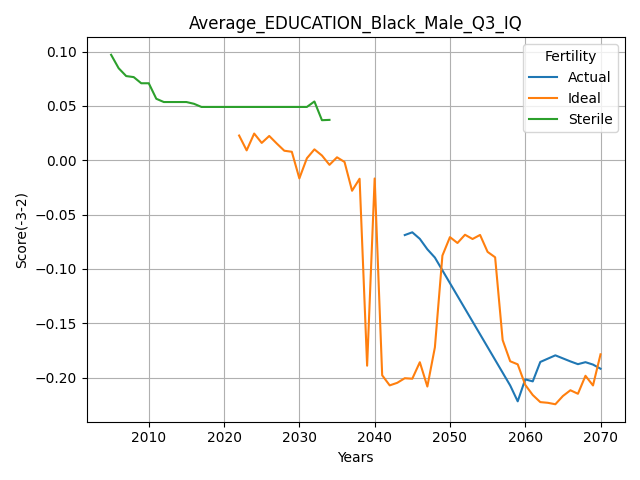 Average_EDUCATION_Black_Male_Q3_IQ
Score(-3-2)
0.10
0.05
0.00
−0.05
−0.10
−0.15
−0.20
Fertility
Actual
Ideal
Sterile
2010 2020 2030 2040 2050 2060 2070
Years